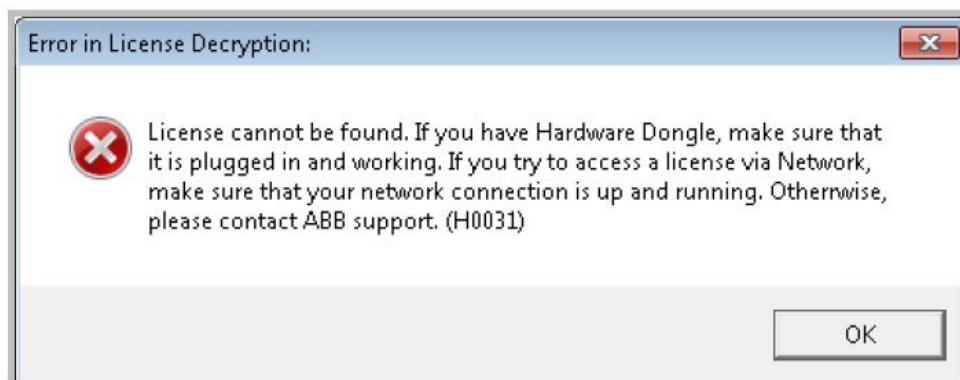 Error in License Decryption:
License cannot be found. If you have Hardware Dongle, make sure that
it is plugged in and working. If you try to access a license via Network,
make sure that your network connection is up and running. Otherwise,
please contact ABB support. (H0031)
OK